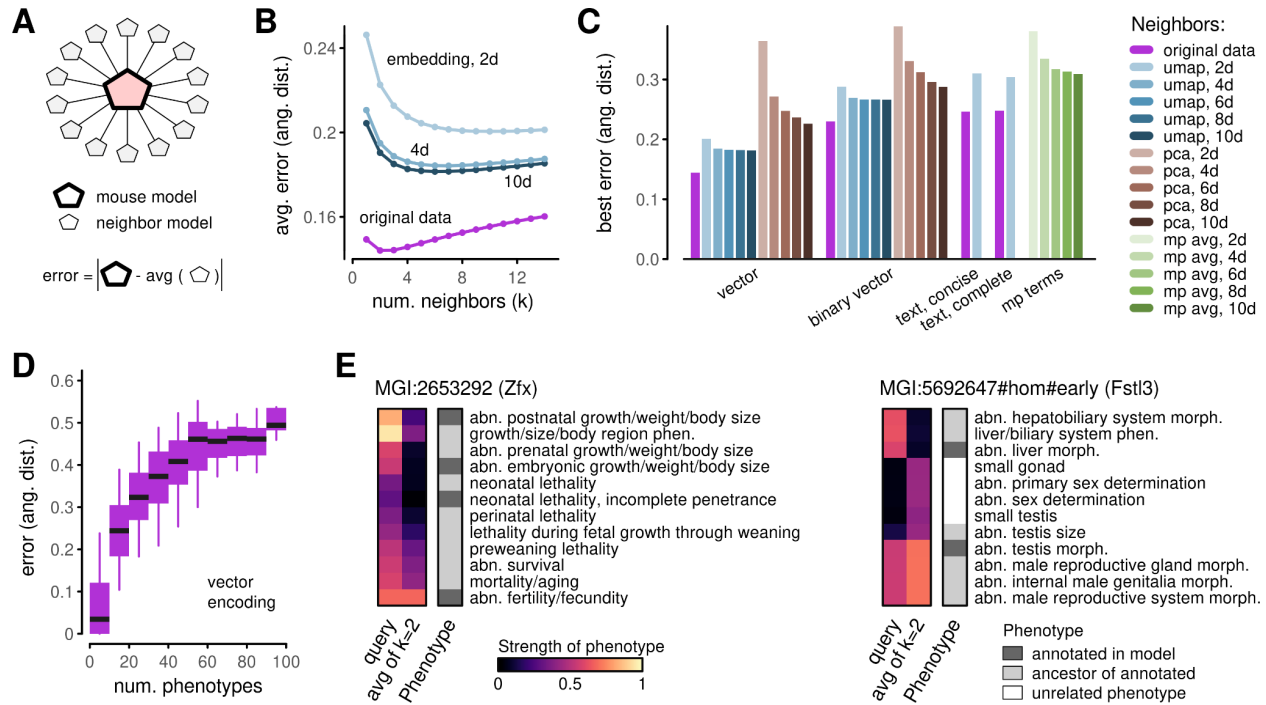 A
mouse model
neighbor model
error = | - avg ( ) |
B
avg. error (ang. dist.)
0.24
0.2
0.16
embedding, 2d
4d
10d
original data
0
4
8
12
num. neighbors (k)
C
best error (ang. dist.)
0.3
0.2
0.1
0.0
vector
binary vector
text, concise
text, complete
mp terms
Neighbors:
original data
umap, 2d
umap, 4d
umap, 6d
umap, 8d
umap, 10d
pca, 2d
pca, 4d
pca, 6d
pca, 8d
pca, 10d
mp avg, 2d
mp avg, 4d
mp avg, 6d
mp avg, 8d
mp avg, 10d
D
error (ang. dist.)
0.6
0.5
0.4
0.3
0.2
0.1
0
vector
encoding
0
20
40
60
80
100
num. phenotypes
E
MGI:2653292 (Zfx)
abn. postnatal growth/weight/body size
growth/size/body region phen.
abn. prenatal growth/weight/body size
abn. embryonic growth/weight/body size
neonatal lethality
neonatal lethality, incomplete penetrance
perinatal lethality
lethality during fetal growth through weaning
preweaning lethality
abn. survival
mortality/aging
abn. fertility/fecundity
query
avg of k=2
Phenotype
Strength of phenotype
0
0.5
1
MGI:5692647#hom#early (Fstl3)
abn. hepatobiliary system morph.
liver/biliary system phen.
abn. liver morph.
small gonad
abn. primary sex determination
abn. sex determination
small testis
abn. testis size
abn. testis morph.
abn. male reproductive gland morph.
abn. internal male genitalia morph.
abn. male reproductive system morph.
query
avg of k=2
Phenotype
Phenotype
annotated in model
ancestor of annotated
unrelated phenotype